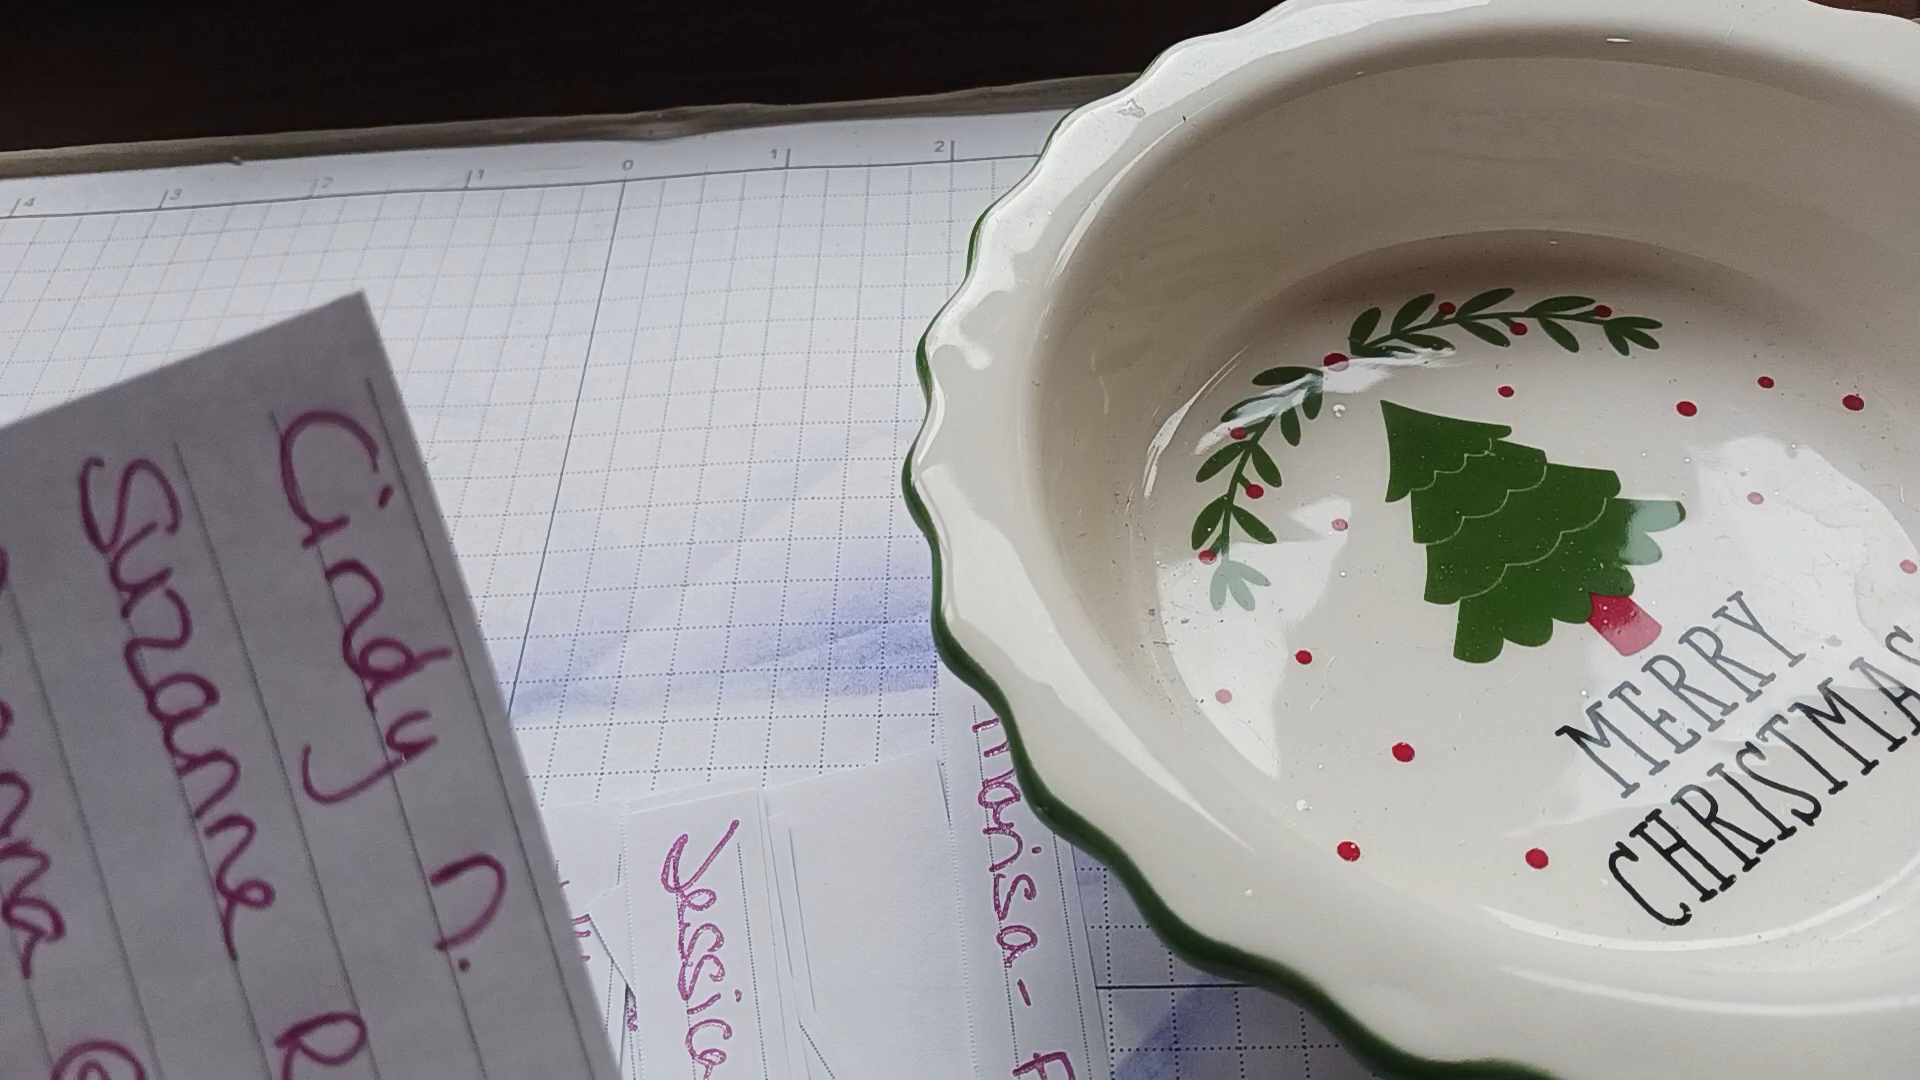 4 3 2 1 0 1 2
Cindy D.
Suzanne R
Jessica
marisa -
MERRY
CHRISTMAS